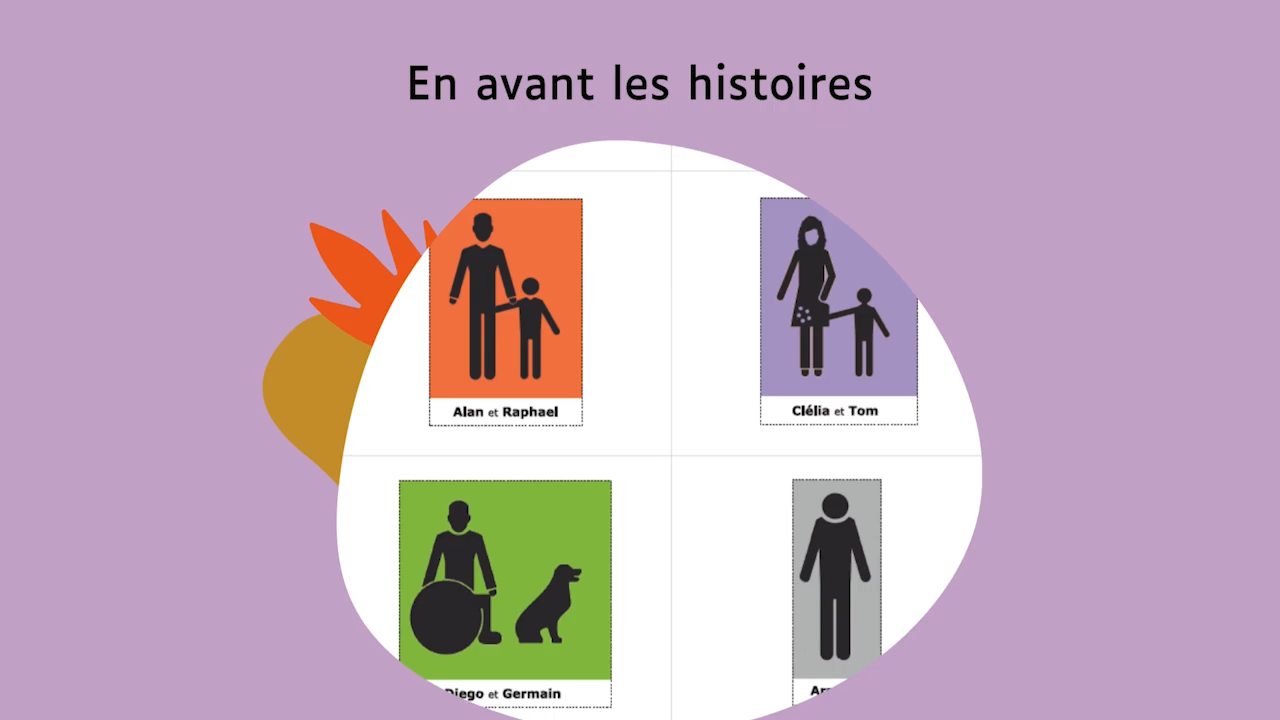 En avant les histoires
Alan et Raphael
Clélia et Tom
Diego et Germain